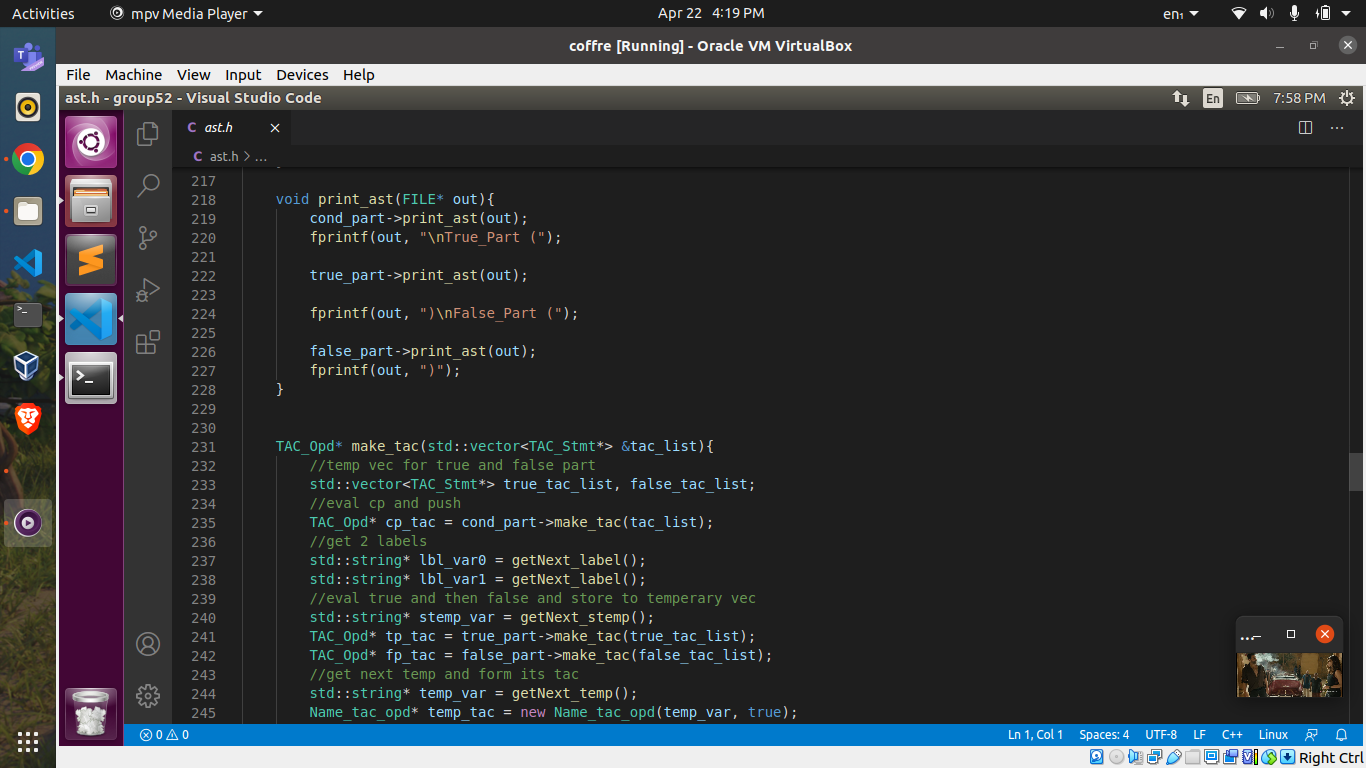 Activities mpv Media Player Apr 22 4:19 PM en₁
coffre [Running] - Oracle VM VirtualBox
File Machine View Input Devices Help
ast.h - group52 - Visual Studio Code En 7:58 PM
C ast.h
C ast.h > ...
217
218 void print_ast(FILE* out){
219 cond_part->print_ast(out);
220 fprintf(out, "\nTrue_Part (");
221
222 true_part->print_ast(out);
223
224 fprintf(out, ")\nFalse_Part (");
225
226 false_part->print_ast(out);
227 fprintf(out, ")");
228 }
229
230
231 TAC_Opd* make_tac(std::vector<TAC_Stmt*> &tac_list){
232 //temp vec for true and false part
233 std::vector<TAC_Stmt*> true_tac_list, false_tac_list;
234 //eval cp and push
235 TAC_Opd* cp_tac = cond_part->make_tac(tac_list);
236 //get 2 labels
237 std::string* lbl_var0 = getNext_label();
238 std::string* lbl_var1 = getNext_label();
239 //eval true and then false and store to temperary vec
240 std::string* stemp_var = getNext_stemp();
241 TAC_Opd* tp_tac = true_part->make_tac(true_tac_list);
242 TAC_Opd* fp_tac = false_part->make_tac(false_tac_list);
243 //get next temp and form its tac
244 std::string* temp_var = getNext_temp();
245 Name_tac_opd* temp_tac = new Name_tac_opd(temp_var, true);
...
0 0 Ln 1, Col 1 Spaces: 4 UTF-8 LF C++ Linux
Right Ctrl